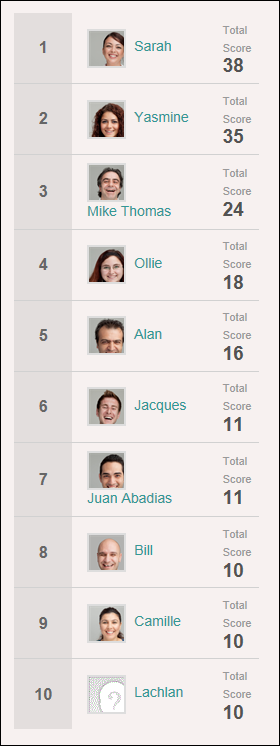 1
Sarah
Total
Score
38
2
Yasmine
Total
Score
35
3
Mike Thomas
Total
Score
24
4
Ollie
Total
Score
18
5
Alan
Total
Score
16
6
Jacques
Total
Score
11
7
Juan Abadias
Total
Score
11
8
Bill
Total
Score
10
9
Camille
Total
Score
10
10
Lachlan
Total
Score
10